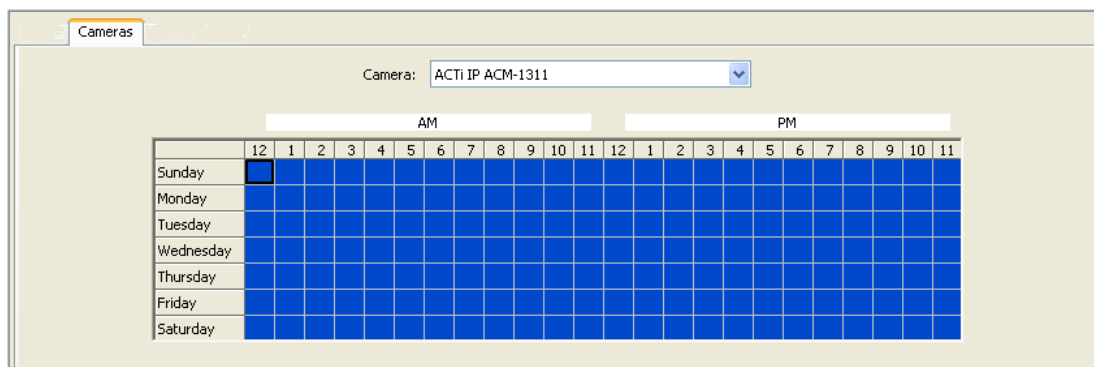 Cameras
Camera: ACTi IP ACM-1311
AM PM
12 1 2 3 4 5 6 7 8 9 10 11 12 1 2 3 4 5 6 7 8 9 10 11
Sunday
Monday
Tuesday
Wednesday
Thursday
Friday
Saturday